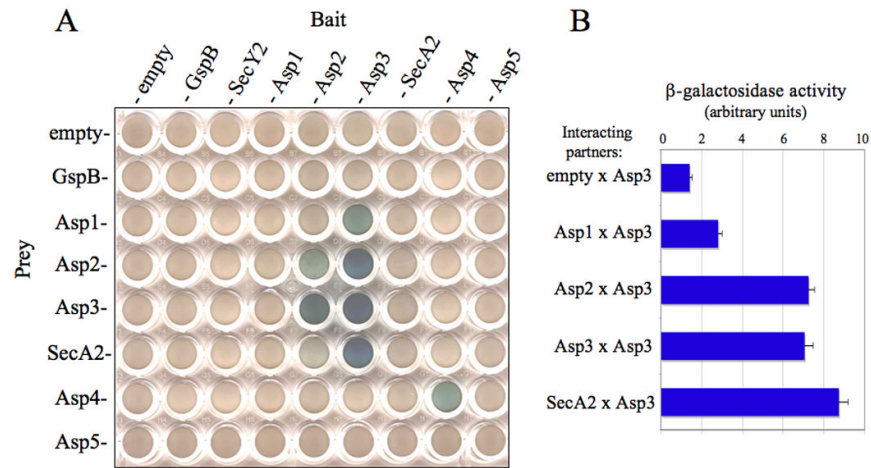 A
Bait
- empty
- GspB
- SecY2
- Asp1
- Asp2
- Asp3
- SecA2
- Asp4
- Asp5
Prey
empty-
GspB-
Asp1-
Asp2-
Asp3-
SecA2-
Asp4-
Asp5-
B
β-galactosidase activity
(arbitrary units)
Interacting
partners:
0 2 4 6 8 10
empty x Asp3
Asp1 x Asp3
Asp2 x Asp3
Asp3 x Asp3
SecA2 x Asp3